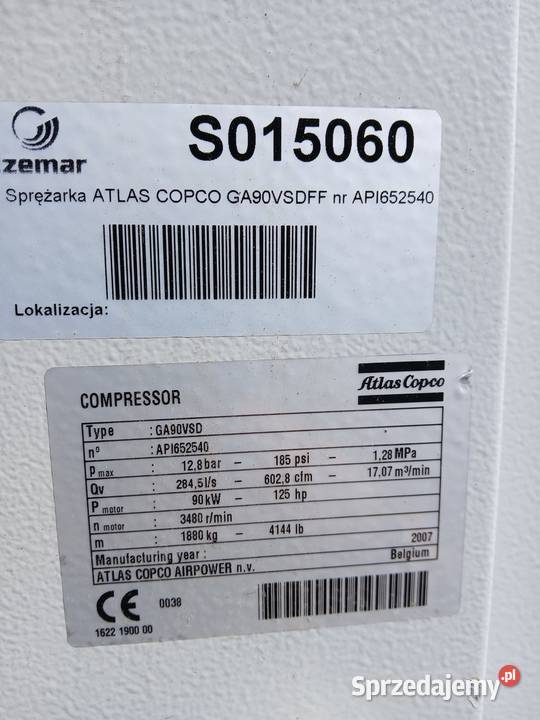 S015060
zemar
Sprężarka ATLAS COPCO GA90VSDFF nr API652540
Lokalizacja:
Atlas Copco
COMPRESSOR
Type : GA90VSD
n° : API652540
P max : 12,8 bar – 185 psi – 1,28 MPa
Qv : 284,5 l/s – 602,8 cfm – 17,07 m³/min
P motor : 90 kW – 125 hp
n motor : 3480 r/min
m : 1880 kg – 4144 lb
Manufacturing year : 2007
ATLAS COPCO AIRPOWER n.v. Belgium
CE 0038
1622 1900 00
Sprzedajemy.pl